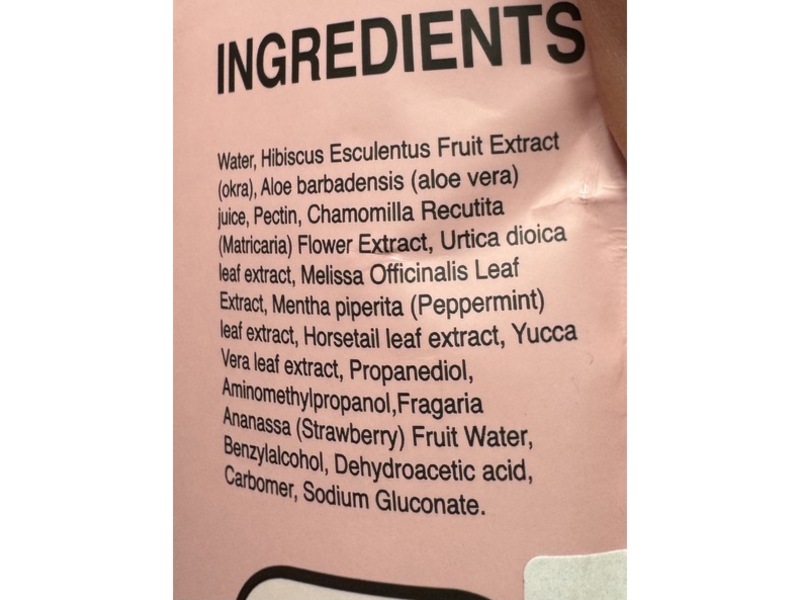 INGREDIENTS
Water, Hibiscus Esculentus Fruit Extract
(okra), Aloe barbadensis (aloe vera)
juice, Pectin, Chamomilla Recutita
(Matricaria) Flower Extract, Urtica dioica
leaf extract, Melissa Officinalis Leaf
Extract, Mentha piperita (Peppermint)
leaf extract, Horsetail leaf extract, Yucca
Vera leaf extract, Propanediol,
Aminomethylpropanol,Fragaria
Ananassa (Strawberry) Fruit Water,
Benzylalcohol, Dehydroacetic acid,
Carbomer, Sodium Gluconate.